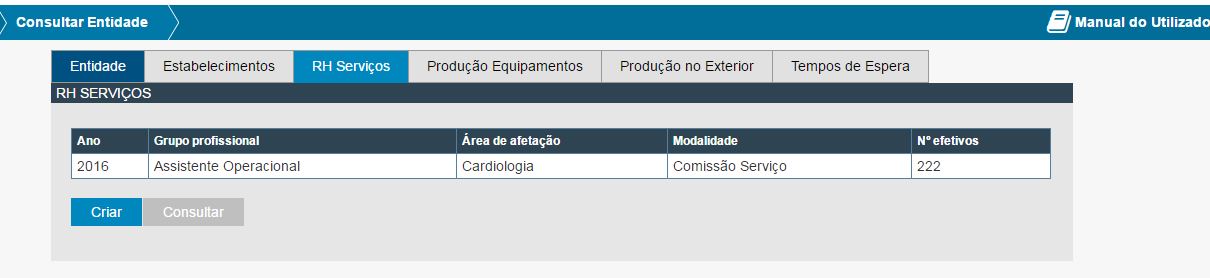 Consultar Entidade Manual do Utilizado
Entidade Estabelecimentos RH Serviços Produção Equipamentos Produção no Exterior Tempos de Espera
RH SERVIÇOS
Ano Grupo profissional Área de afetação Modalidade Nº efetivos
2016 Assistente Operacional Cardiologia Comissão Serviço 222
Criar Consultar